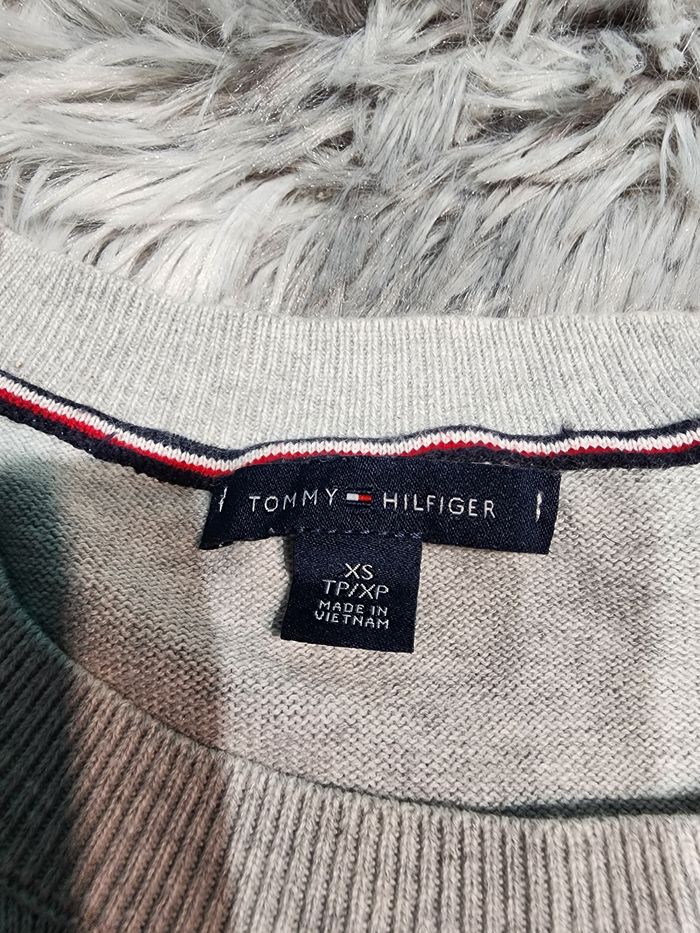 TOMMY HILFIGER
XS
TP/XP
MADE IN
VIETNAM